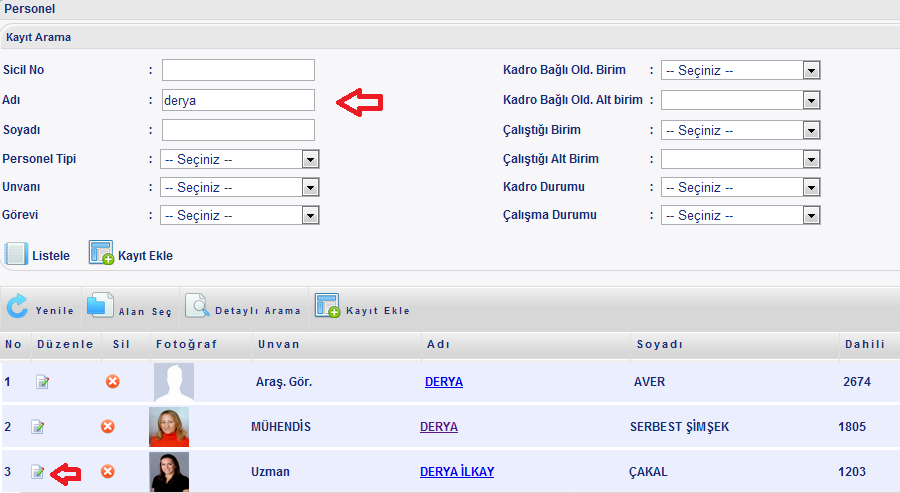 Personel
Kayıt Arama
Sicil No : Kadro Bağlı Old. Birim : -- Seçiniz --
Adı : derya Kadro Bağlı Old. Alt birim :
Soyadı : Çalıştığı Birim : -- Seçiniz --
Personel Tipi : -- Seçiniz -- Çalıştığı Alt Birim :
Unvanı : -- Seçiniz -- Kadro Durumu : -- Seçiniz --
Görevi : -- Seçiniz -- Çalışma Durumu : -- Seçiniz --
Listele Kayıt Ekle
Yenile Alan Seç Detaylı Arama Kayıt Ekle
No Düzenle Sil Fotoğraf Unvan Adı Soyadı Dahili
1 Araş. Gör. DERYA AVER 2674
2 MÜHENDİS DERYA SERBEST ŞİMŞEK 1805
3 Uzman DERYA İLKAY ÇAKAL 1203